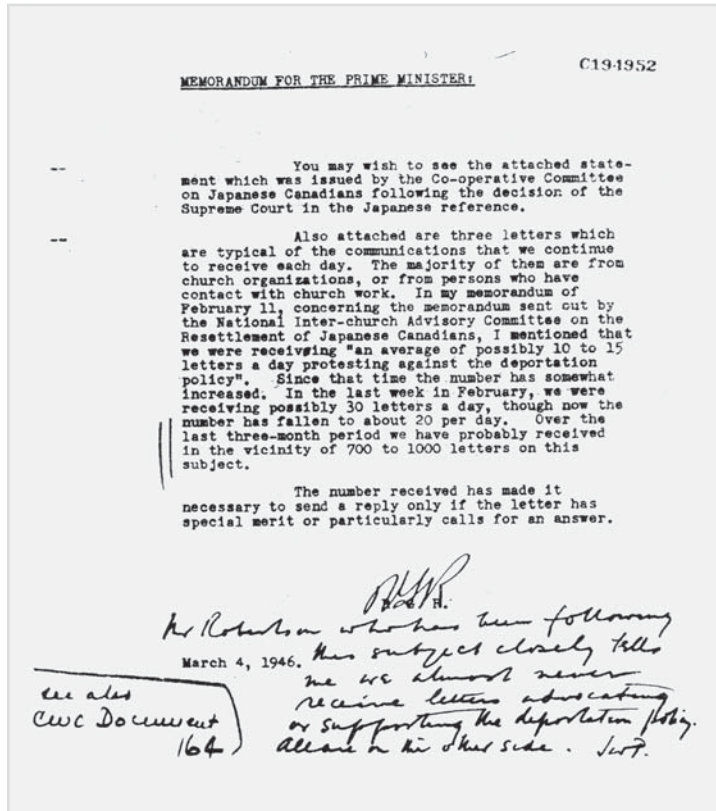 C19-1952
MEMORANDUM FOR THE PRIME MINISTER:
You may wish to see the attached state-
ment which was issued by the Co-operative Committee
on Japanese Canadians following the decision of the
Supreme Court in the Japanese reference.
Also attached are three letters which
are typical of the communications that we continue
to receive each day. The majority of them are from
church organizations, or from persons who have
contact with church work. In my memorandum of
February 11, concerning the memorandum sent out by
the National Inter-church Advisory Committee on the
Resettlement of Japanese Canadians, I mentioned that
we were receiving "an average of possibly 10 to 15
letters a day protesting against the deportation
policy". Since that time the number has somewhat
increased. In the last week in February, we were
receiving possibly 30 letters a day, though now the
number has fallen to about 20 per day. Over the
last three-month period we have probably received
in the vicinity of 700 to 1000 letters on this
subject.
The number received has made it
necessary to send a reply only if the letter has
special merit or particularly calls for an answer.
R.
Mr Robertson who has been following
March 4, 1946. this subject closely tells
me we almost never
receive letters advocating
or supporting the deportation policy.
All are on the other side. JWP.
see also
CWC Document
164